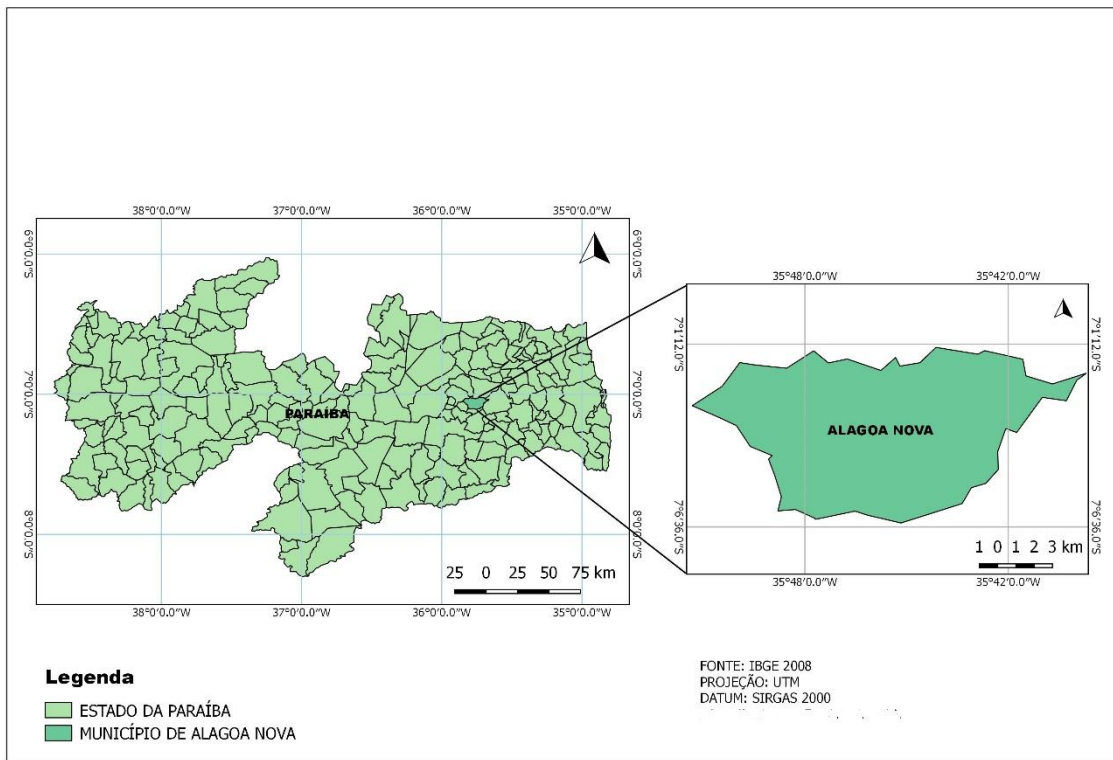 38°0'0.0"W 37°0'0.0"W 36°0'0.0"W 35°0'0.0"W
6°0'0.0"S 6°0'0.0"S
7°0'0.0"S 7°0'0.0"S
8°0'0.0"S 8°0'0.0"S
PARAÍBA
25 0 25 50 75 km
38°0'0.0"W 37°0'0.0"W 36°0'0.0"W 35°0'0.0"W
35°48'0.0"W 35°42'0.0"W
7°1'12.0"S 7°1'12.0"S
ALAGOA NOVA
7°6'36.0"S 7°6'36.0"S
1 0 1 2 3 km
35°48'0.0"W 35°42'0.0"W
Legenda
ESTADO DA PARAÍBA
MUNICÍPIO DE ALAGOA NOVA
FONTE: IBGE 2008
PROJEÇÃO: UTM
DATUM: SIRGAS 2000